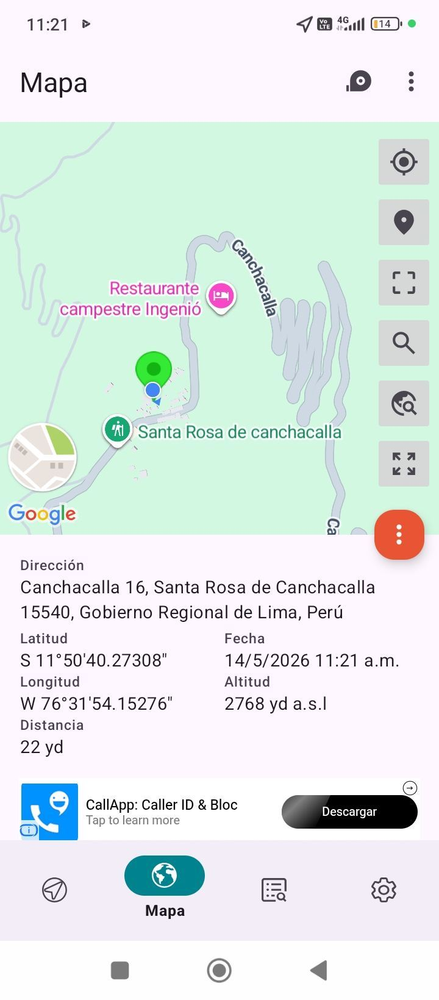 11:21
Vo
LTE
4G
14
Mapa
Canchacalla
Restaurante
campestre Ingenió
Santa Rosa de canchacalla
Google
Ca
Dirección
Canchacalla 16, Santa Rosa de Canchacalla
15540, Gobierno Regional de Lima, Perú
Latitud
S 11°50'40.27308"
Fecha
14/5/2026 11:21 a.m.
Longitud
W 76°31'54.15276"
Altitud
2768 yd a.s.l
Distancia
22 yd
CallApp: Caller ID & Bloc
Tap to learn more
Descargar
Mapa